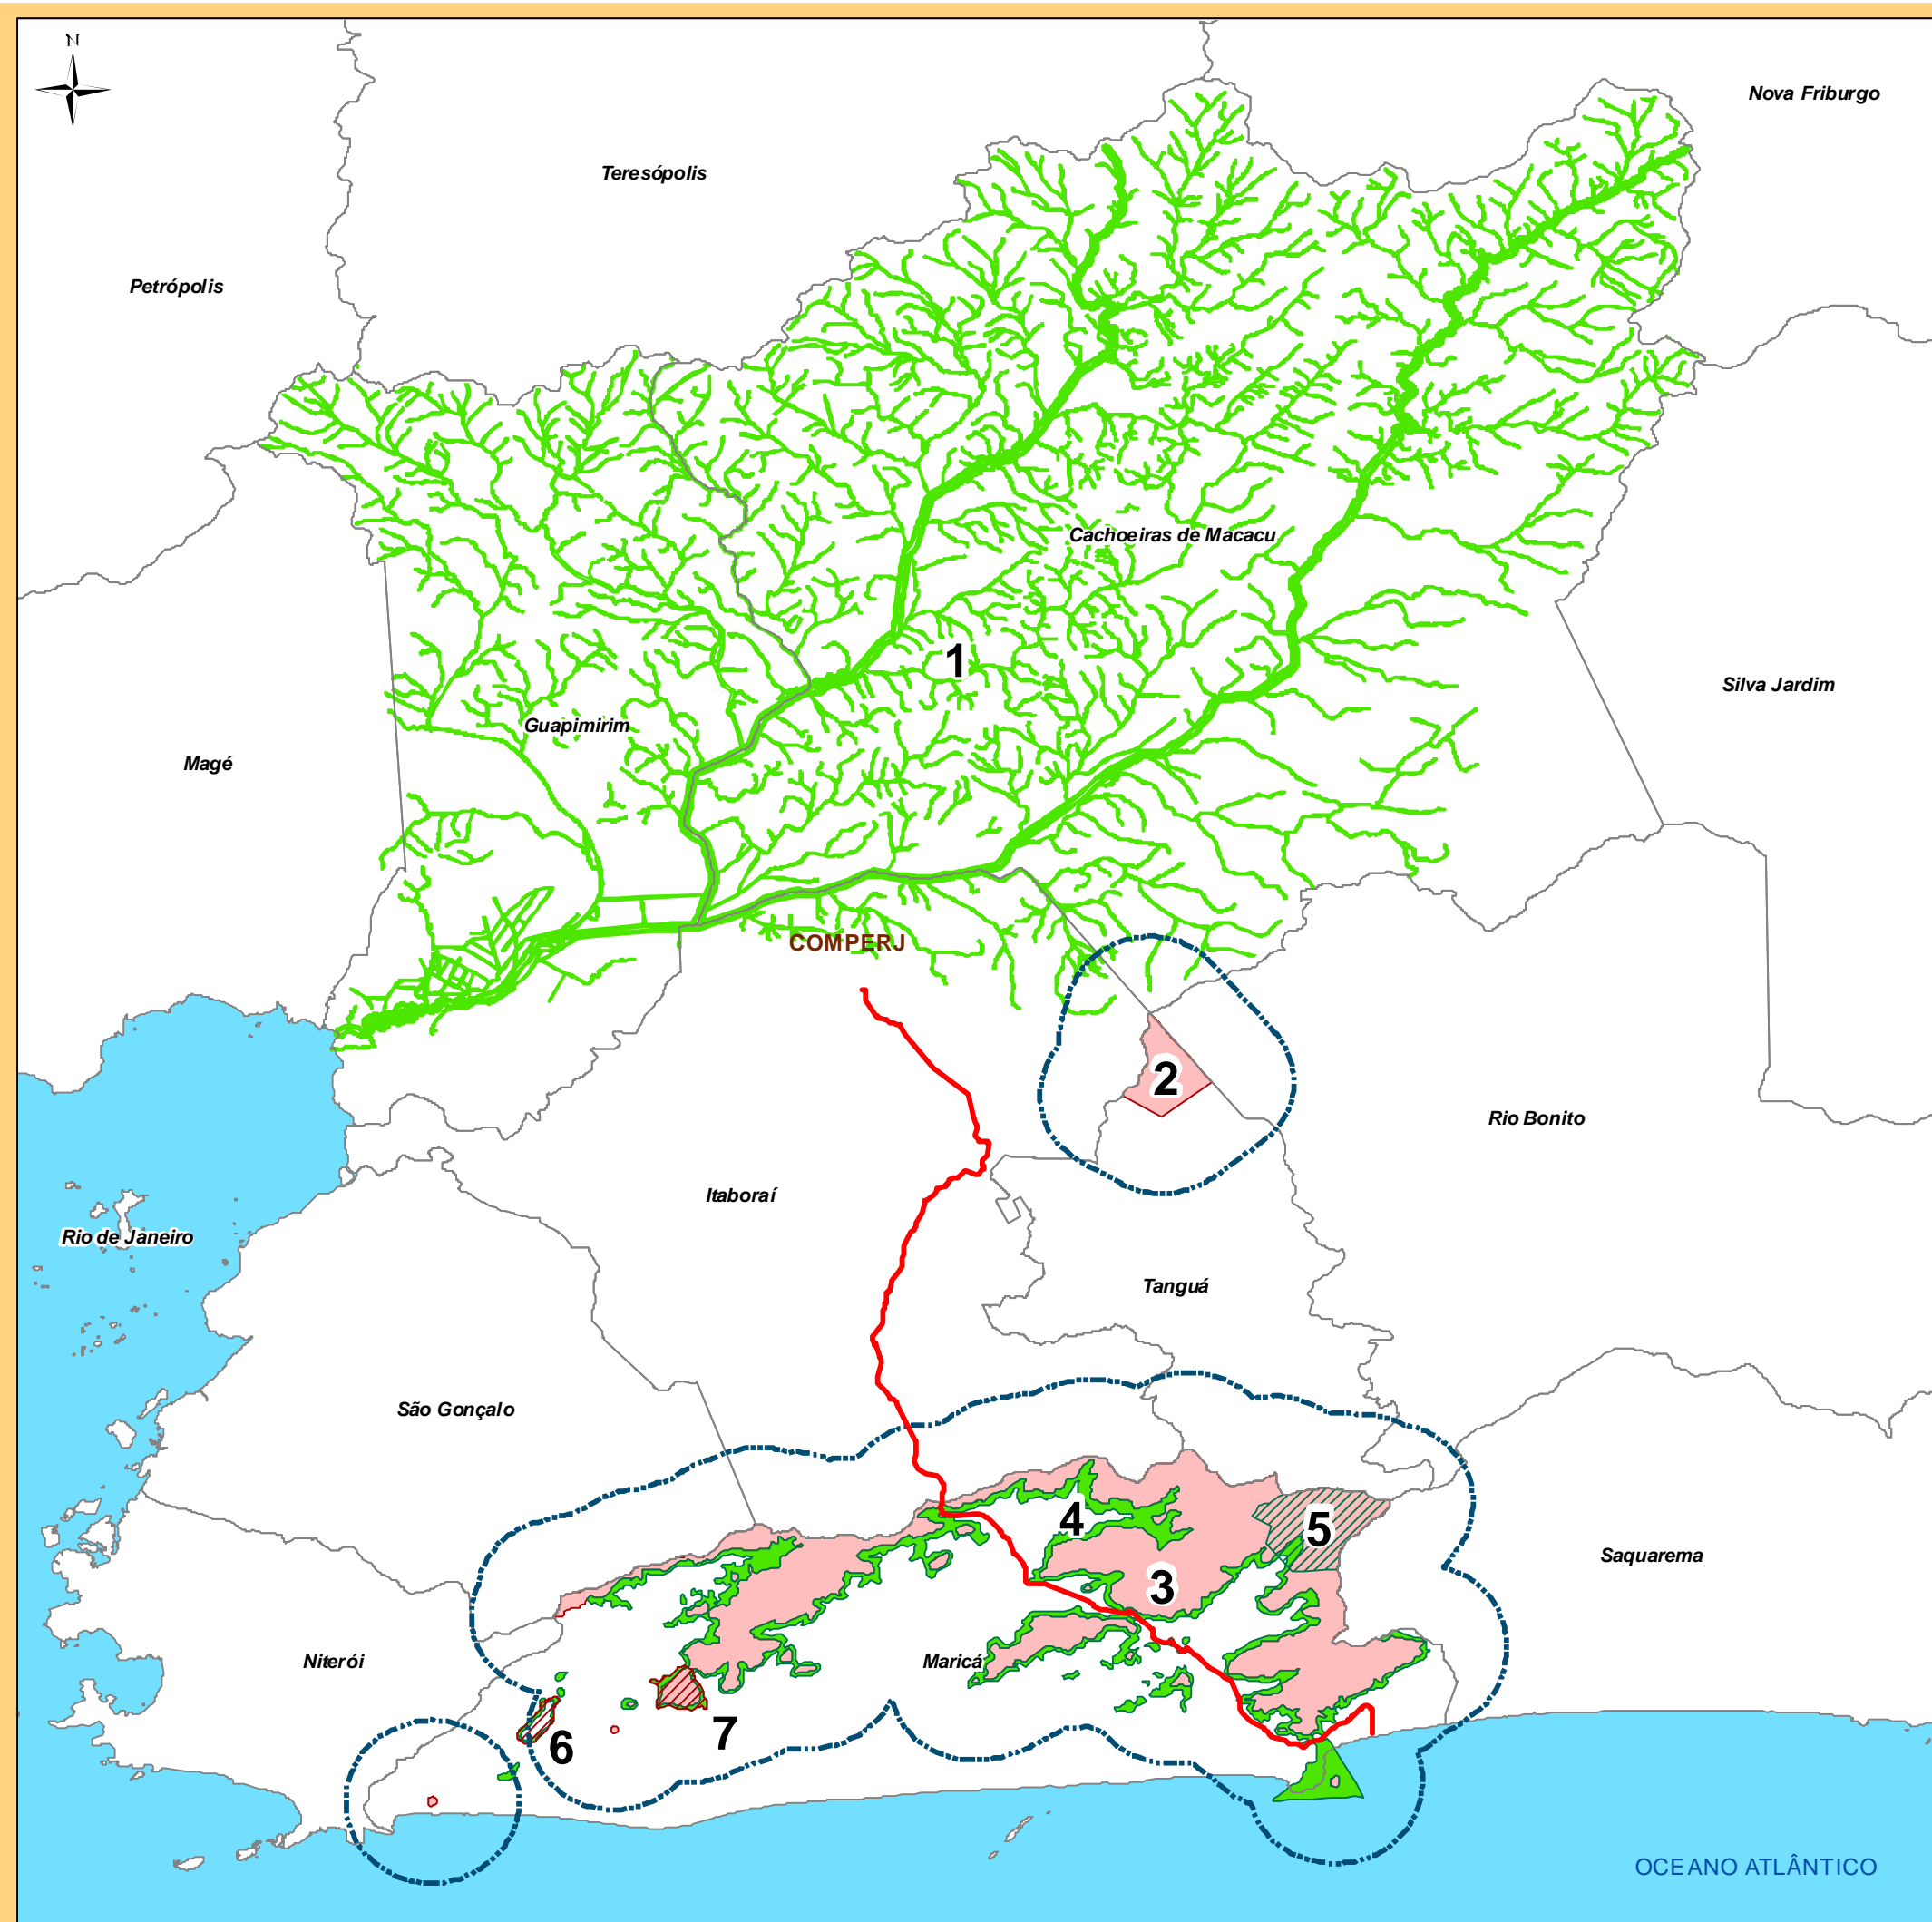 N
Nova Friburgo
Teresópolis
Petrópolis
Cachoeiras de Macacu
1
Silva Jardim
Guapimirim
Magé
COMPERJ
2
Rio Bonito
Itaboraí
Rio de Janeiro
Tanguá
São Gonçalo
4
5
Saquarema
3
Niterói
Maricá
7
6
OCEANO ATLÂNTICO